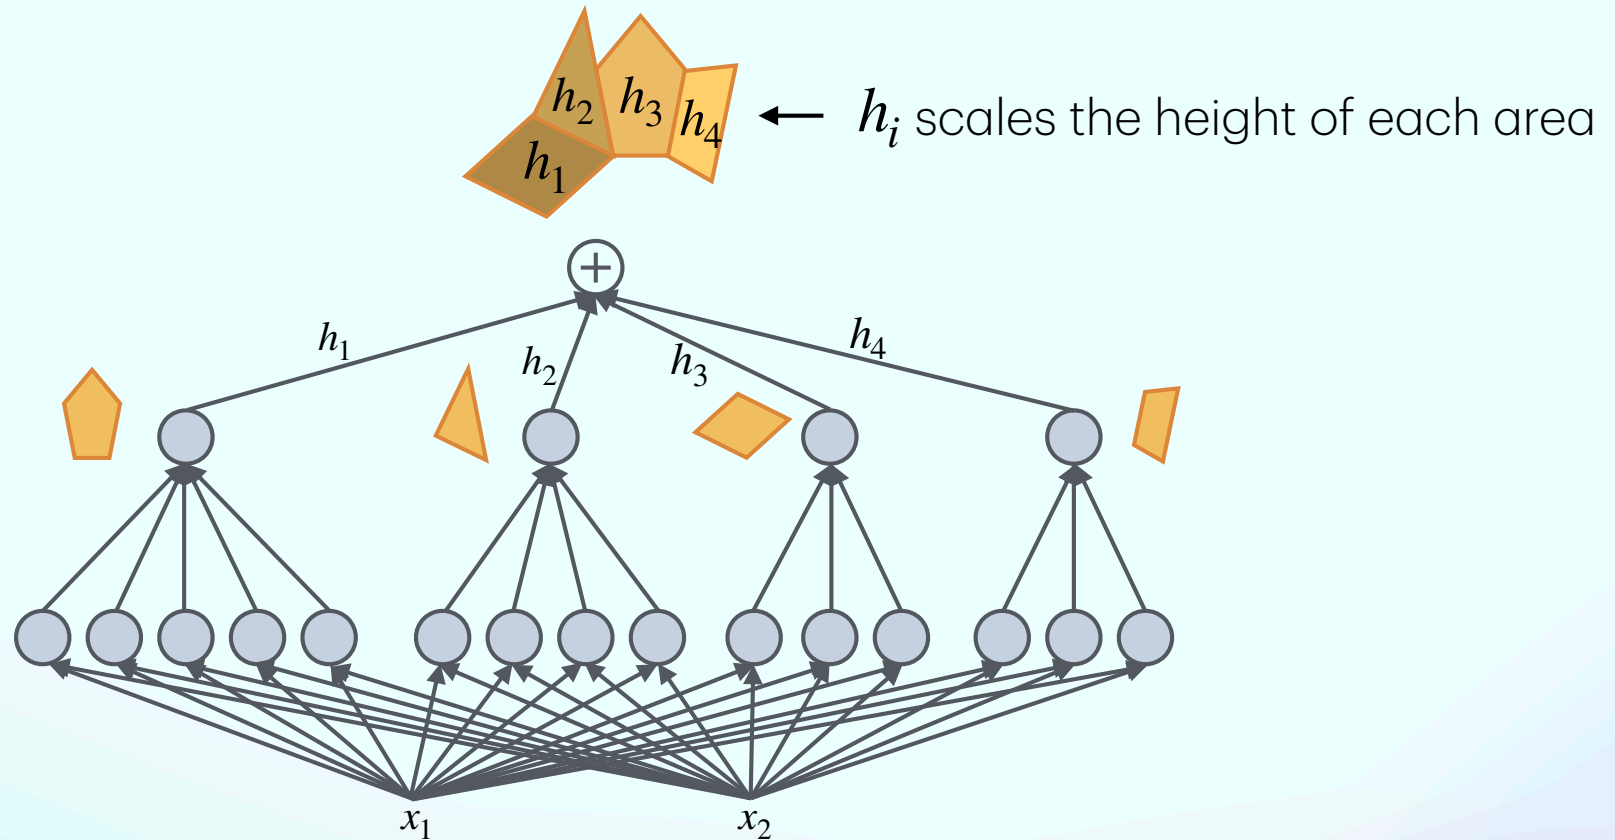 h₂ h₃ h₄
h₁
← hᵢ scales the height of each area
+
h₁ h₂ h₃ h₄
x₁ x₂